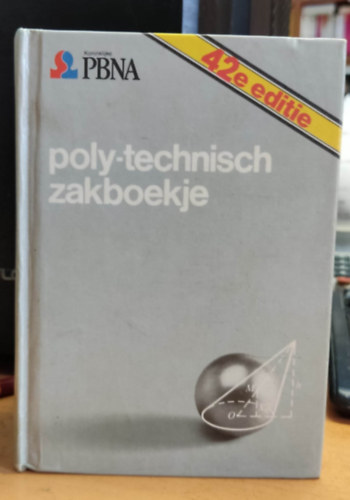 Koninklijke
PBNA
42e editie
poly-technisch
zakboekje